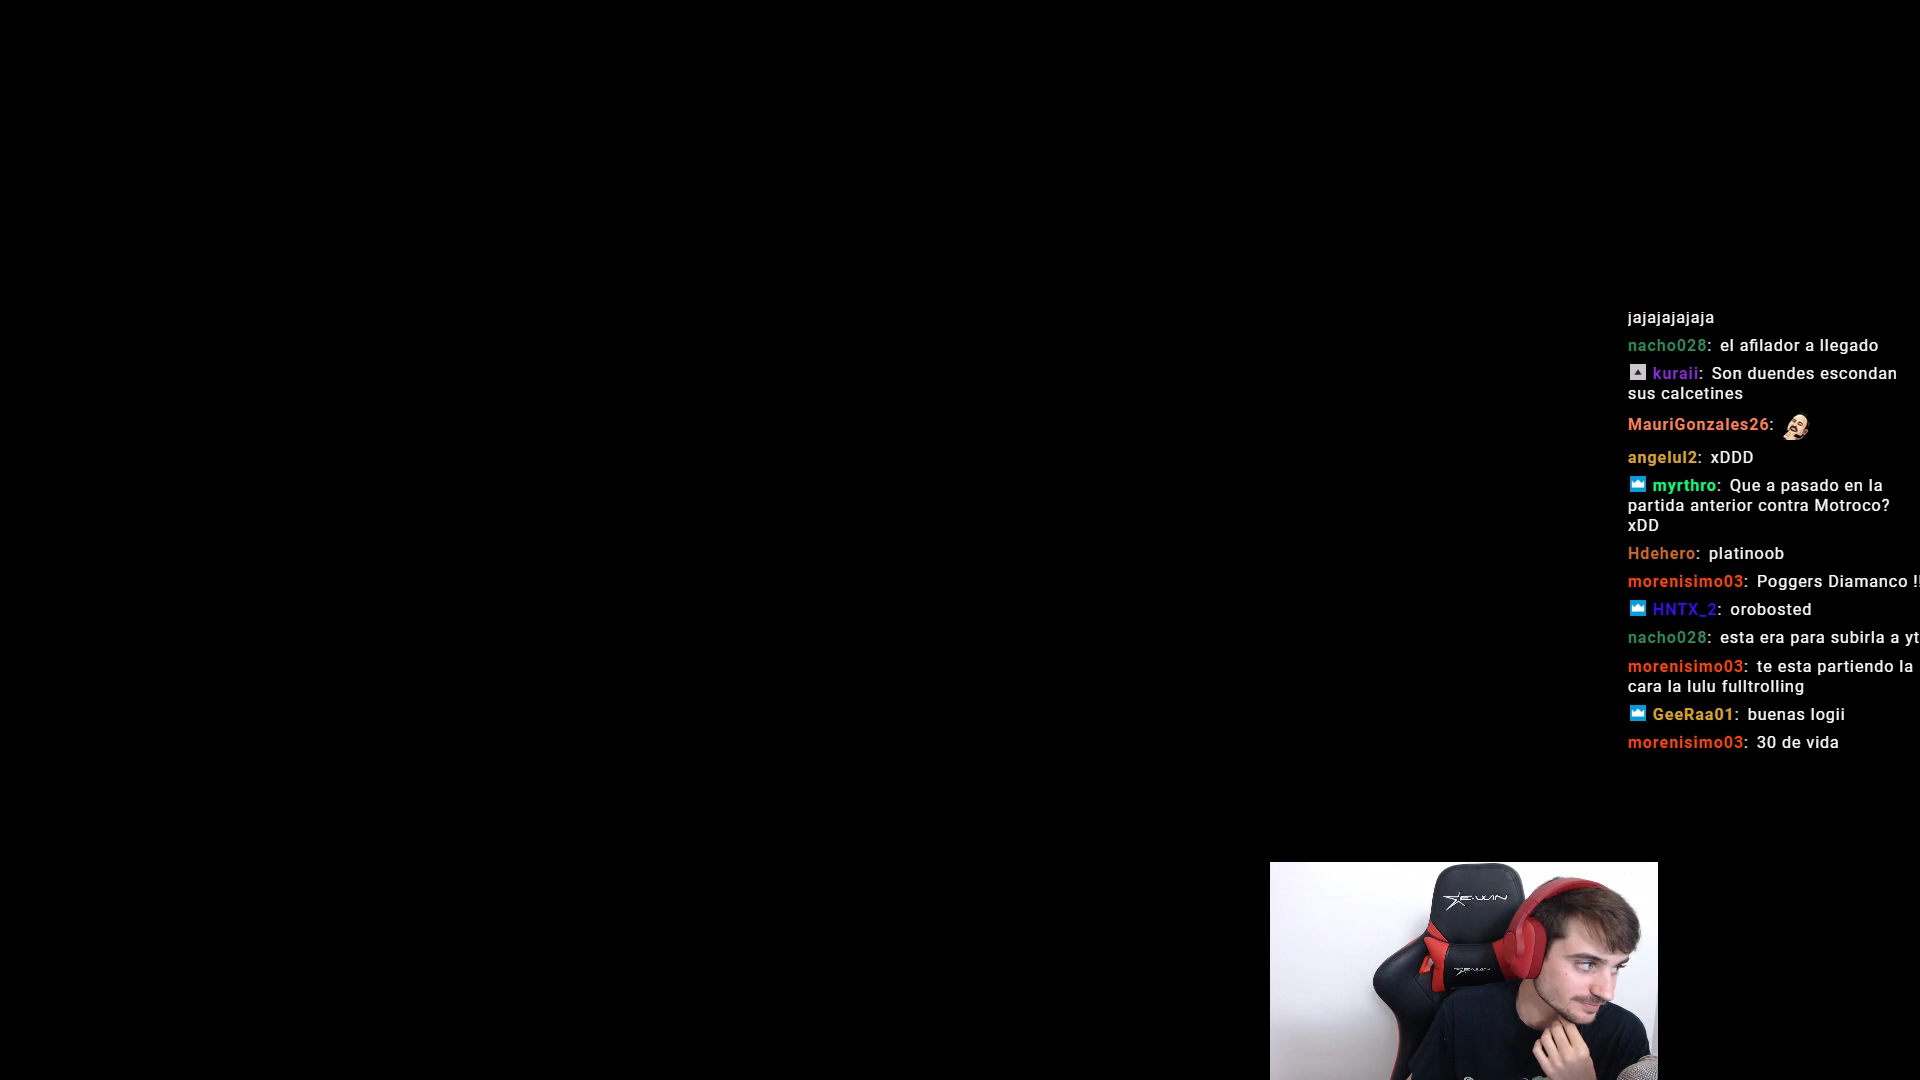 jajajajajaja
nacho028: el afilador a llegado
kuraii: Son duendes escondan
sus calcetines
MauriGonzales26:
angelul2: xDDD
myrthro: Que a pasado en la
partida anterior contra Motroco?
xDD
Hdehero: platinoob
morenisimo03: Poggers Diamanco !!
HNTX_2: orobosted
nacho028: esta era para subirla a yt
morenisimo03: te esta partiendo la
cara la lulu fulltrolling
GeeRaa01: buenas logii
morenisimo03: 30 de vida